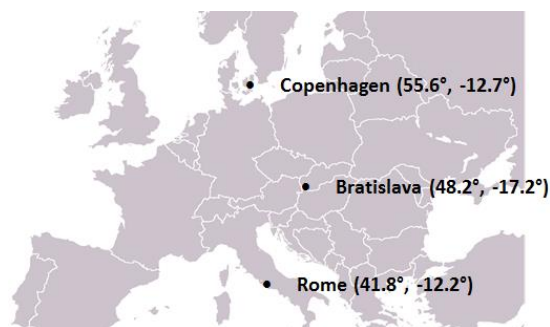 Copenhagen (55.6°, -12.7°)
Bratislava (48.2°, -17.2°)
Rome (41.8°, -12.2°)